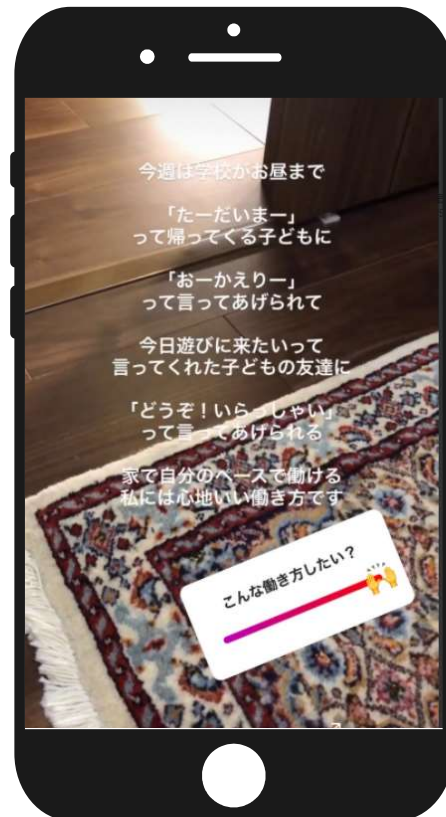 今週は学校がお昼まで
「たーだいまー」
って帰ってくる子どもに
「おーかえりー」
って言ってあげられて
今日遊びに来たいって
言ってくれた子どもの友達に
「どうぞ！いらっしゃい」
って言ってあげられる
家で自分のペースで働ける
私には心地いい働き方です
こんな働き方したい？